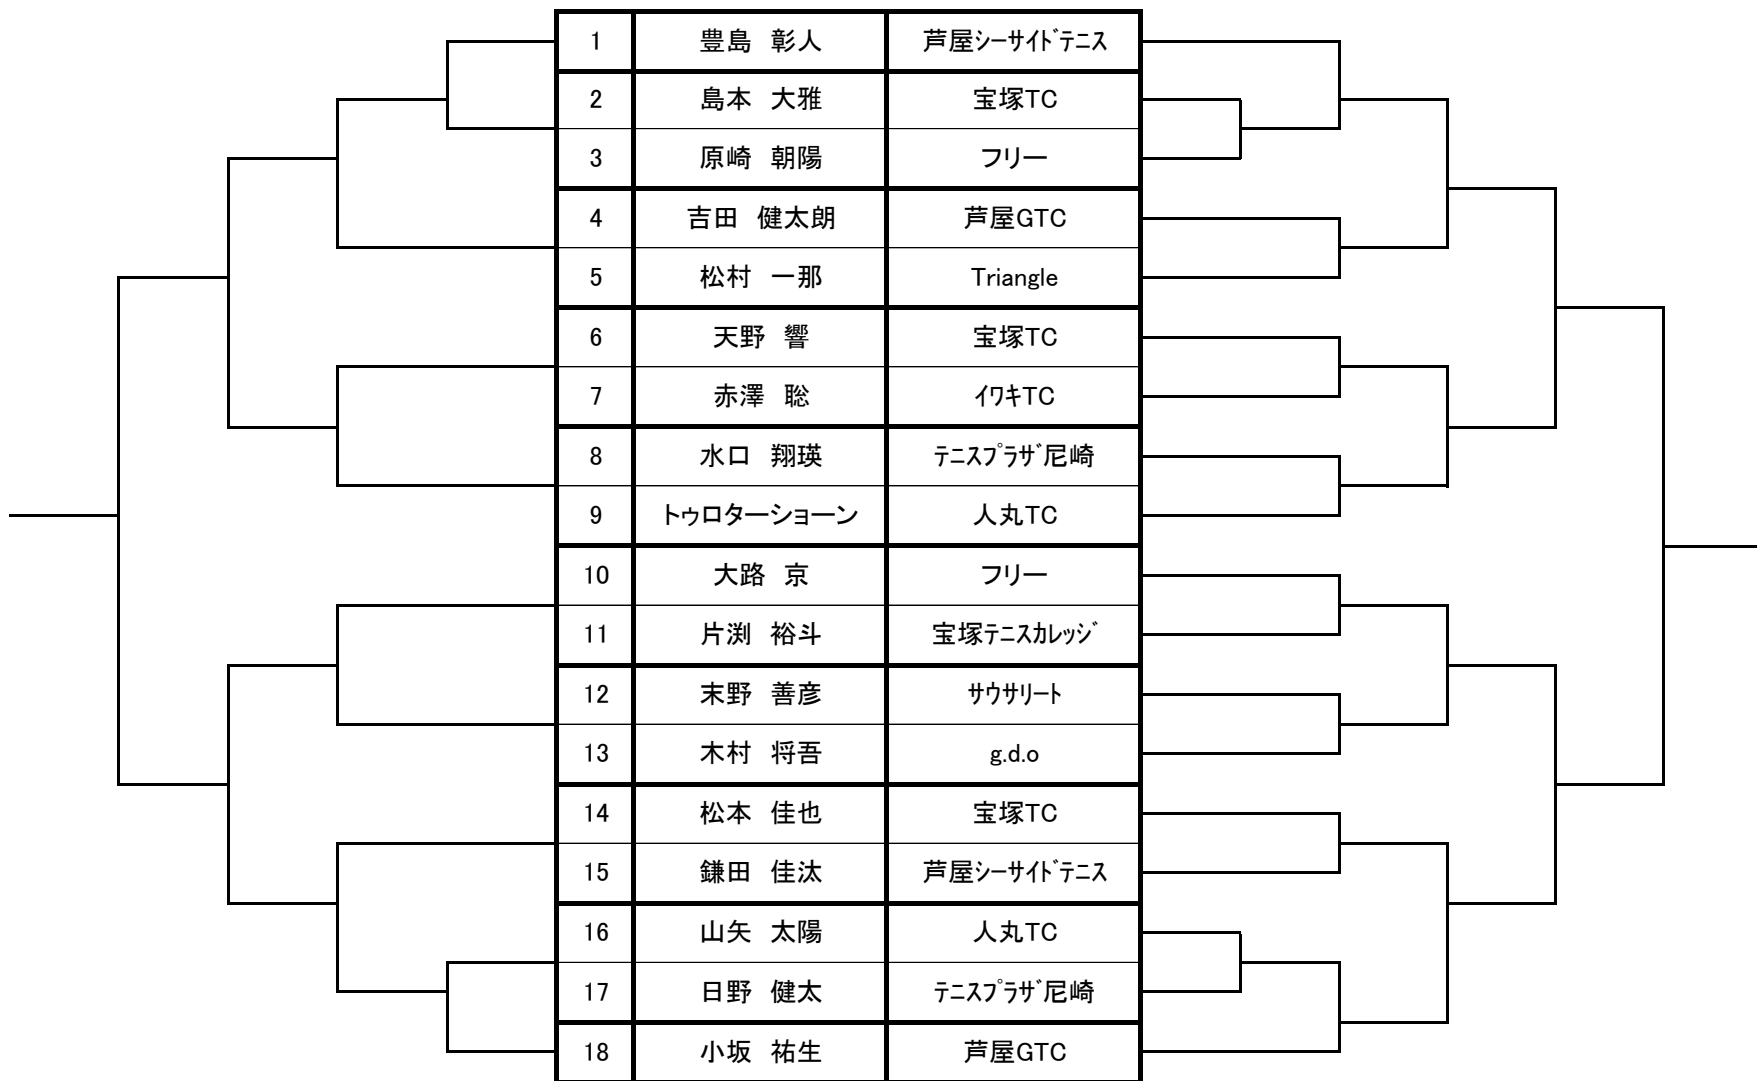 1 豊島　彰人 芦屋ｼｰｻｲﾄﾞﾃﾆｽ
2 島本　大雅 宝塚TC
3 原崎　朝陽 フリー
4 吉田　健太朗 芦屋GTC
5 松村　一那 Triangle
6 天野　響 宝塚TC
7 赤澤　聡 ｲﾜｷTC
8 水口　翔瑛 ﾃﾆｽﾌﾟﾗｻﾞ尼崎
9 トゥロターショーン 人丸TC
10 大路　京 フリー
11 片渕　裕斗 宝塚ﾃﾆｽｶﾚｯｼﾞ
12 末野　善彦 ｻｳｻﾘｰﾄ
13 木村　将吾 g.d.o
14 松本　佳也 宝塚TC
15 鎌田　佳汰 芦屋ｼｰｻｲﾄﾞﾃﾆｽ
16 山矢　太陽 人丸TC
17 日野　健太 ﾃﾆｽﾌﾟﾗｻﾞ尼崎
18 小坂　祐生 芦屋GTC